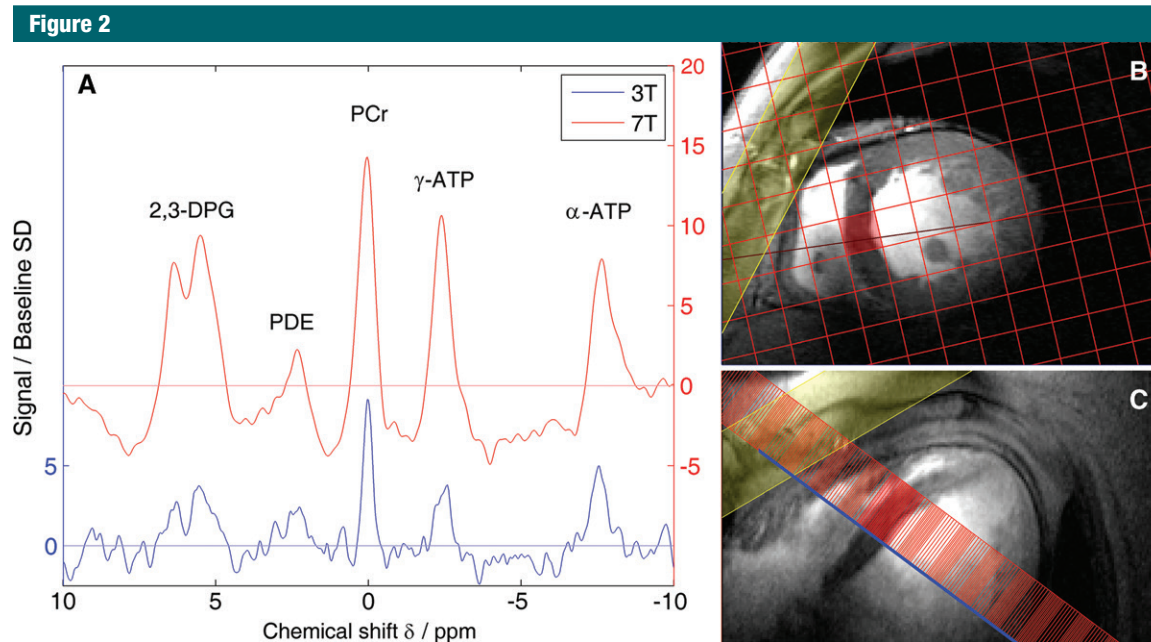 Figure 2
A
3T
7T
PCr
γ-ATP
α-ATP
2,3-DPG
PDE
Signal / Baseline SD
5
0
20
15
10
5
0
-5
10
5
0
-5
-10
Chemical shift δ / ppm
B
C